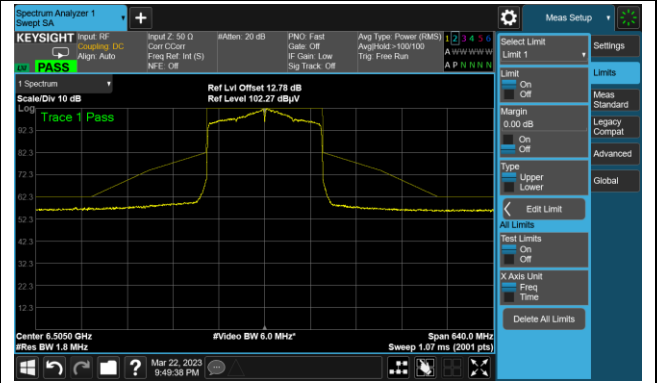 Spectrum Analyzer 1
Swept SA
Meas Setup
KEYSIGHT
Input: RF
Coupling: DC
Align: Auto
Input Z: 50 Ω
Corr CCorr
Freq Ref: Int (S)
NFE: Off
#Atten: 20 dB
PNO: Fast
Gate: Off
IF Gain: Low
Sig Track: Off
Avg Type: Power (RMS)
Avg|Hold:>100/100
Trig: Free Run
1 2 3 4 5 6
A W W W W W
A P N N N N
LXI
PASS
1 Spectrum
Scale/Div 10 dB
Ref Lvl Offset 12.78 dB
Ref Level 102.27 dBµV
Log
Trace 1 Pass
92.3
82.3
72.3
62.3
52.3
42.3
32.3
22.3
12.3
Center 6.5050 GHz
#Res BW 1.8 MHz
#Video BW 6.0 MHz*
Span 640.0 MHz
Sweep 1.07 ms (2001 pts)
Select Limit
Limit 1
Limit
On
Off
Margin
0.00 dB
On
Off
Type
Upper
Lower
Edit Limit
All Limits
Test Limits
On
Off
X Axis Unit
Freq
Time
Delete All Limits
Settings
Limits
Meas
Standard
Legacy
Compat
Advanced
Global
Mar 22, 2023
9:49:38 PM